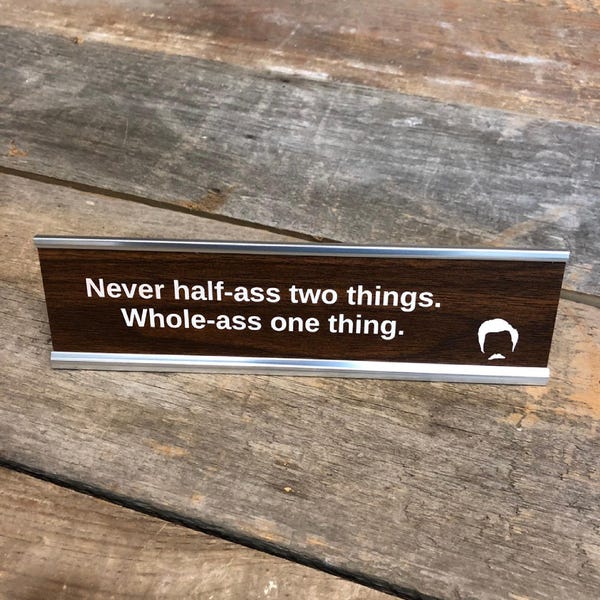 Never half-ass two things.
Whole-ass one thing.